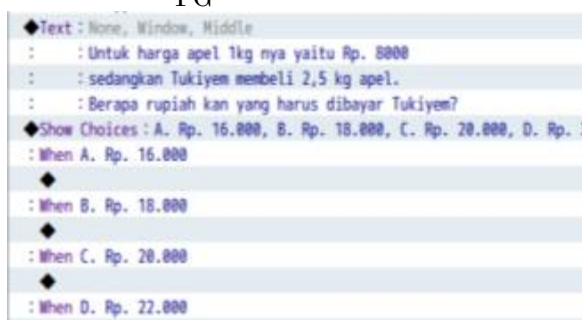 ◆Text : None, Window, Middle
: : Untuk harga apel 1kg nya yaitu Rp. 8000
: : sedangkan Tukiyem membeli 2,5 kg apel.
: : Berapa rupiah kan yang harus dibayar Tukiyem?
◆Show Choices : A. Rp. 16.000, B. Rp. 18.000, C. Rp. 20.000, D. Rp.
: When A. Rp. 16.000
◆
: When B. Rp. 18.000
◆
: When C. Rp. 20.000
◆
: When D. Rp. 22.000